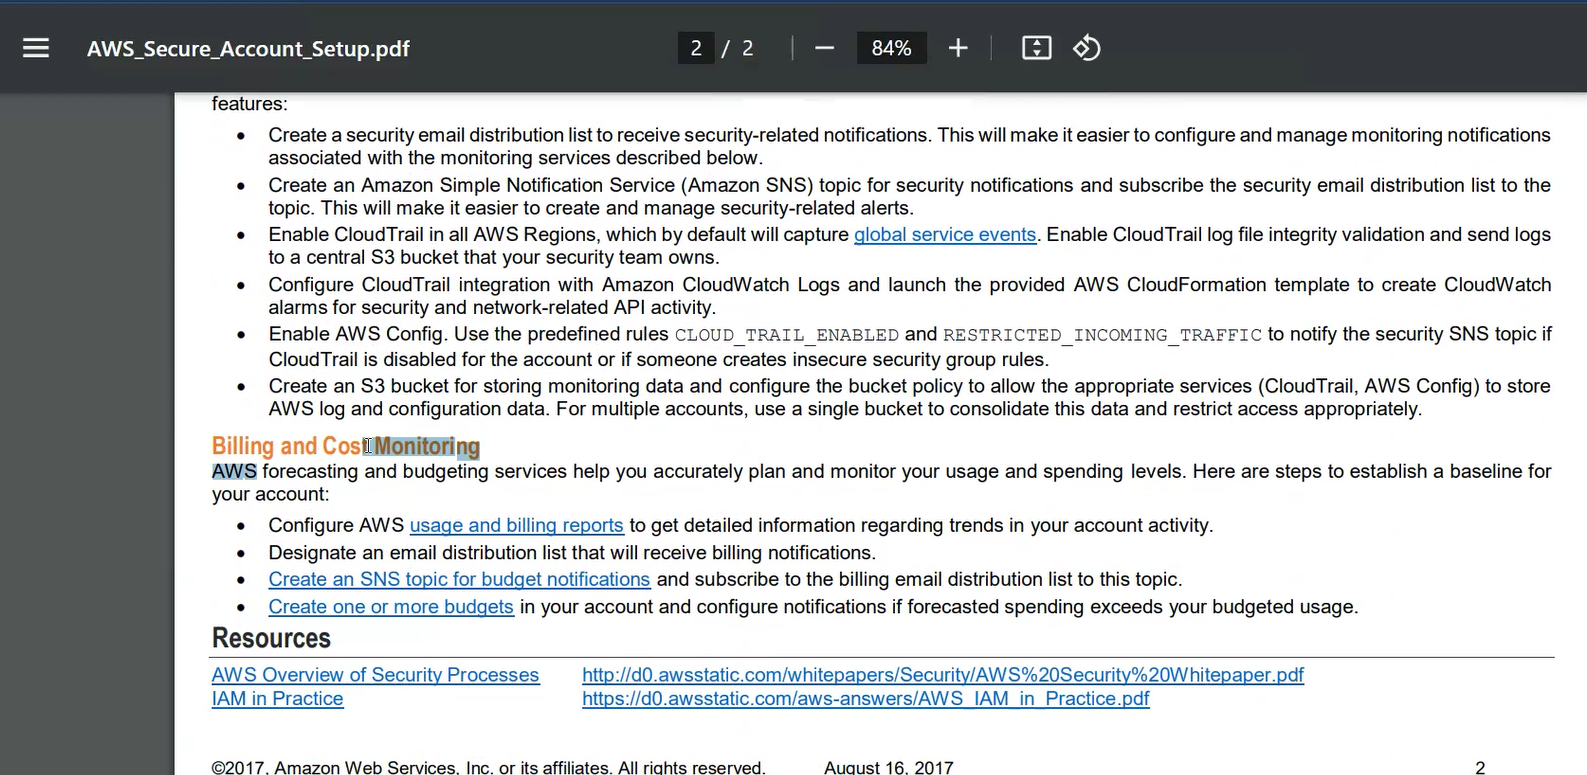 AWS_Secure_Account_Setup.pdf
2 / 2
84%
features:
• Create a security email distribution list to receive security-related notifications. This will make it easier to configure and manage monitoring notifications
associated with the monitoring services described below.
• Create an Amazon Simple Notification Service (Amazon SNS) topic for security notifications and subscribe the security email distribution list to the
topic. This will make it easier to create and manage security-related alerts.
• Enable CloudTrail in all AWS Regions, which by default will capture global service events. Enable CloudTrail log file integrity validation and send logs
to a central S3 bucket that your security team owns.
• Configure CloudTrail integration with Amazon CloudWatch Logs and launch the provided AWS CloudFormation template to create CloudWatch
alarms for security and network-related API activity.
• Enable AWS Config. Use the predefined rules CLOUD_TRAIL_ENABLED and RESTRICTED_INCOMING_TRAFFIC to notify the security SNS topic if
CloudTrail is disabled for the account or if someone creates insecure security group rules.
• Create an S3 bucket for storing monitoring data and configure the bucket policy to allow the appropriate services (CloudTrail, AWS Config) to store
AWS log and configuration data. For multiple accounts, use a single bucket to consolidate this data and restrict access appropriately.
Billing and Cost Monitoring
AWS forecasting and budgeting services help you accurately plan and monitor your usage and spending levels. Here are steps to establish a baseline for
your account:
• Configure AWS usage and billing reports to get detailed information regarding trends in your account activity.
• Designate an email distribution list that will receive billing notifications.
• Create an SNS topic for budget notifications and subscribe to the billing email distribution list to this topic.
• Create one or more budgets in your account and configure notifications if forecasted spending exceeds your budgeted usage.
Resources
AWS Overview of Security Processes http://d0.awsstatic.com/whitepapers/Security/AWS%20Security%20Whitepaper.pdf
IAM in Practice https://d0.awsstatic.com/aws-answers/AWS_IAM_in_Practice.pdf
©2017, Amazon Web Services, Inc. or its affiliates. All rights reserved. August 16, 2017 2